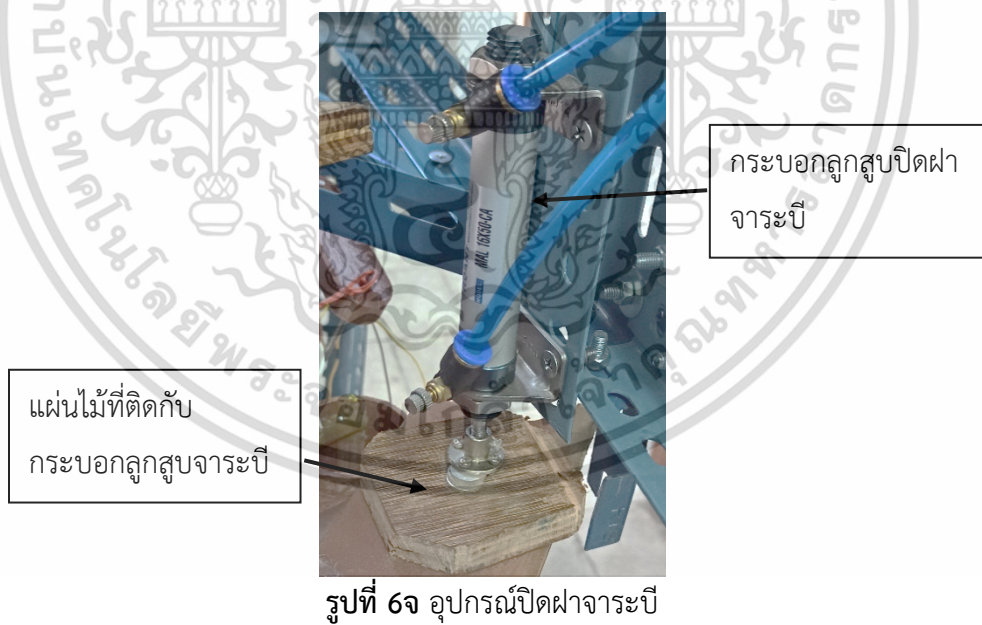 กระบอกลูกสูบปิดฝา
จาระบี
MAL 16X50-CA
แผ่นไม้ที่ติดกับ
กระบอกลูกสูบจาระบี
รูปที่ 6จ อุปกรณ์ปิดฝาจาระบี